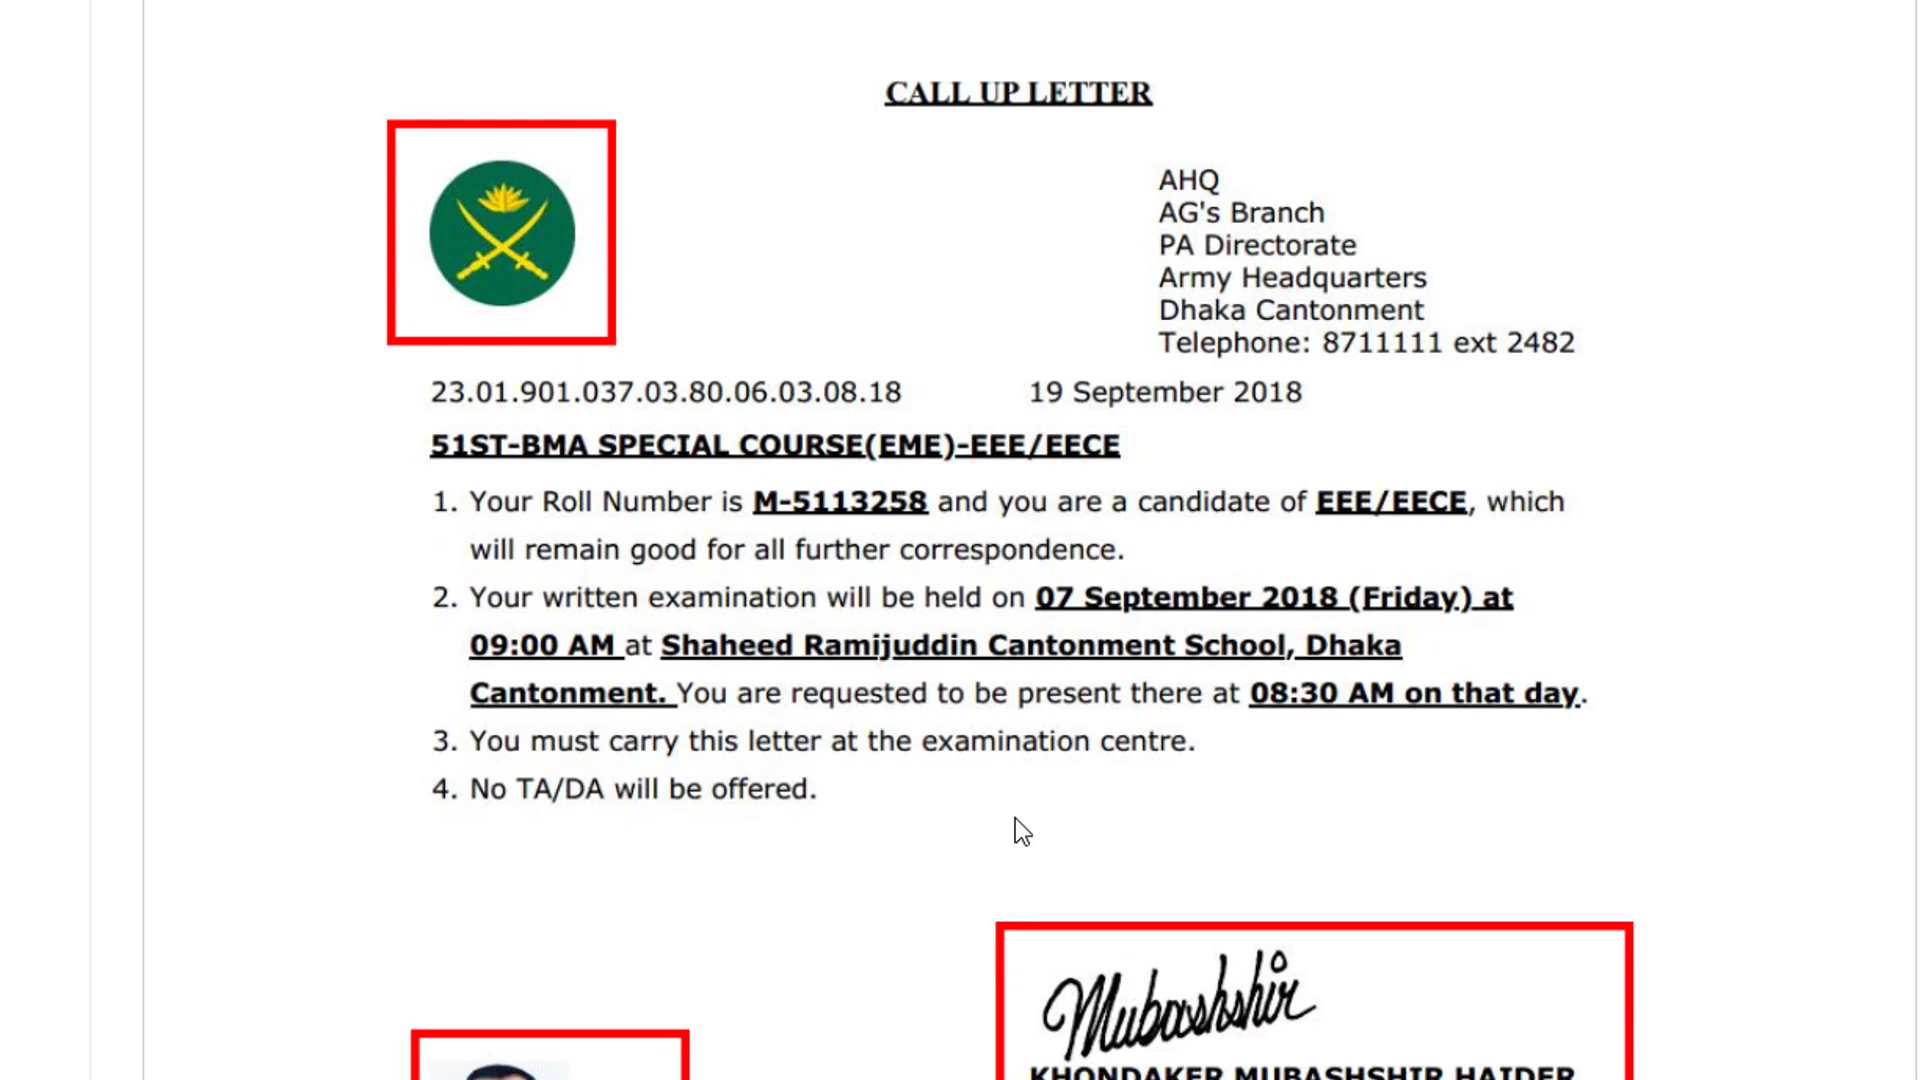 CALL UP LETTER
AHQ
AG's Branch
PA Directorate
Army Headquarters
Dhaka Cantonment
Telephone: 8711111 ext 2482
23.01.901.037.03.80.06.03.08.18 19 September 2018
51ST-BMA SPECIAL COURSE(EME)-EEE/EECE
1. Your Roll Number is M-5113258 and you are a candidate of EEE/EECE, which
will remain good for all further correspondence.
2. Your written examination will be held on 07 September 2018 (Friday) at
09:00 AM at Shaheed Ramijuddin Cantonment School, Dhaka
Cantonment. You are requested to be present there at 08:30 AM on that day.
3. You must carry this letter at the examination centre.
4. No TA/DA will be offered.
Mubashshir
KHONDAKER MUBASHSHIR HAIDER